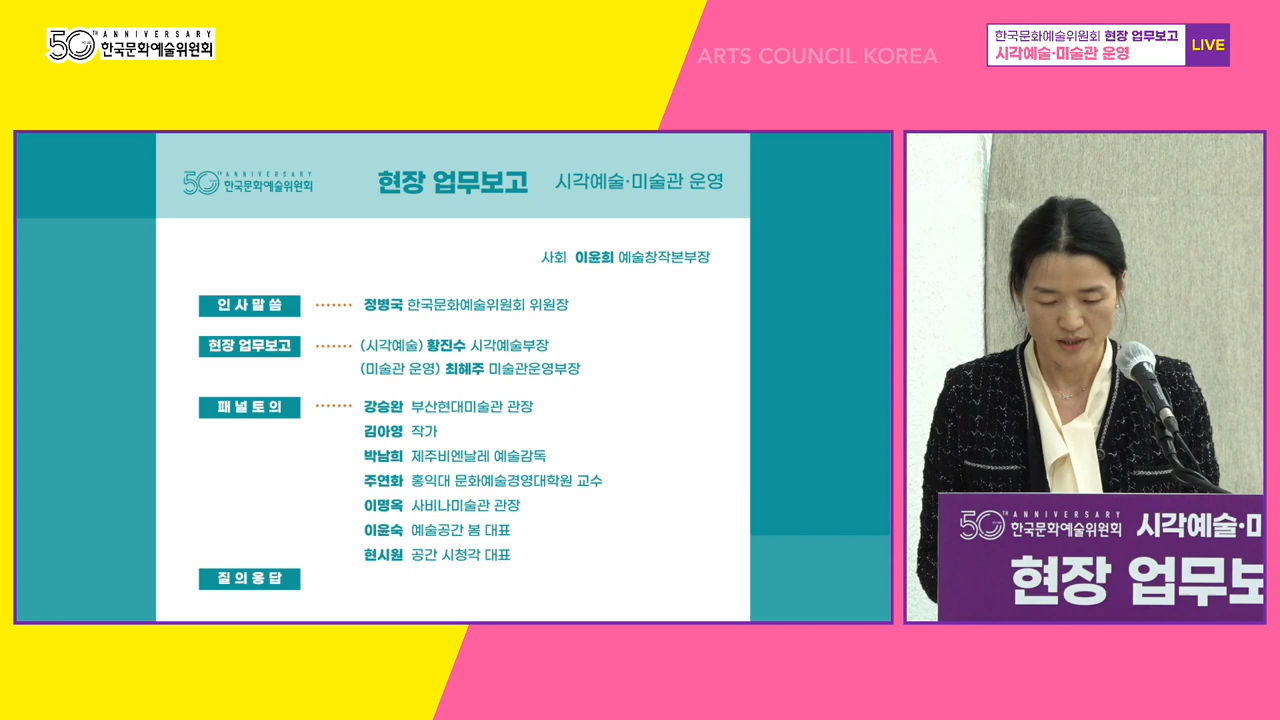 50TH ANNIVERSARY
한국문화예술위원회
ARTS COUNCIL KOREA
한국문화예술위원회 현장 업무보고
시각예술·미술관 운영
LIVE
50TH ANNIVERSARY
한국문화예술위원회
현장 업무보고 시각예술·미술관 운영
사회 이윤희 예술창작본부장
인사말씀 ······· 정병국 한국문화예술위원회 위원장
현장 업무보고 ······· (시각예술) 황진수 시각예술부장
(미술관 운영) 최혜주 미술관운영부장
패널토의 ······· 강승완 부산현대미술관 관장
김아영 작가
박남희 제주비엔날레 예술감독
주연화 홍익대 문화예술경영대학원 교수
이명옥 사비나미술관 관장
이윤숙 예술공간 봄 대표
현시원 공간 시청각 대표
질의응답
50TH ANNIVERSARY
한국문화예술위원회 시각예술·미
현장 업무보